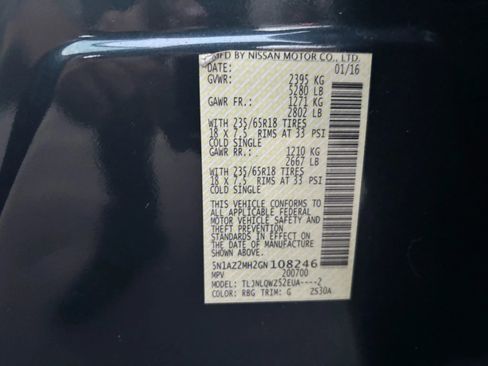 MFD BY NISSAN MOTOR CO., LTD.
DATE: 01/16
GVWR: 2395 KG
5280 LB
GAWR FR.: 1271 KG
2802 LB
WITH 235/65R18 TIRES
18 X 7.5 RIMS AT 33 PSI
COLD SINGLE
GAWR RR.: 1210 KG
2667 LB
WITH 235/65R18 TIRES
18 X 7.5 RIMS AT 33 PSI
COLD SINGLE
THIS VEHICLE CONFORMS TO
ALL APPLICABLE FEDERAL
MOTOR VEHICLE SAFETY AND
THEFT PREVENTION
STANDARDS IN EFFECT ON
THE DATE OF MANUFACTURE
SHOWN ABOVE.
5N1AZ2MH2GN108246
MPV 200700
TYPE: TLJNLQWZ52EUA----2
COLOR: RBG TRIM: G ZS30A